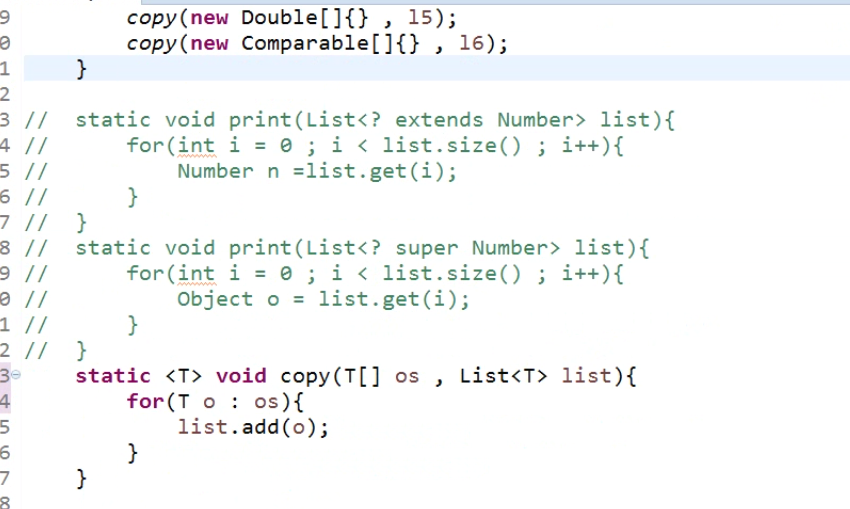 9 copy(new Double[]{} , l5);
0 copy(new Comparable[]{} , l6);
1 }
2
3 // static void print(List<? extends Number> list){
4 // for(int i = 0 ; i < list.size() ; i++){
5 // Number n =list.get(i);
6 // }
7 // }
8 // static void print(List<? super Number> list){
9 // for(int i = 0 ; i < list.size() ; i++){
0 // Object o = list.get(i);
1 // }
2 // }
3 static <T> void copy(T[] os , List<T> list){
4 for(T o : os){
5 list.add(o);
6 }
7 }
8